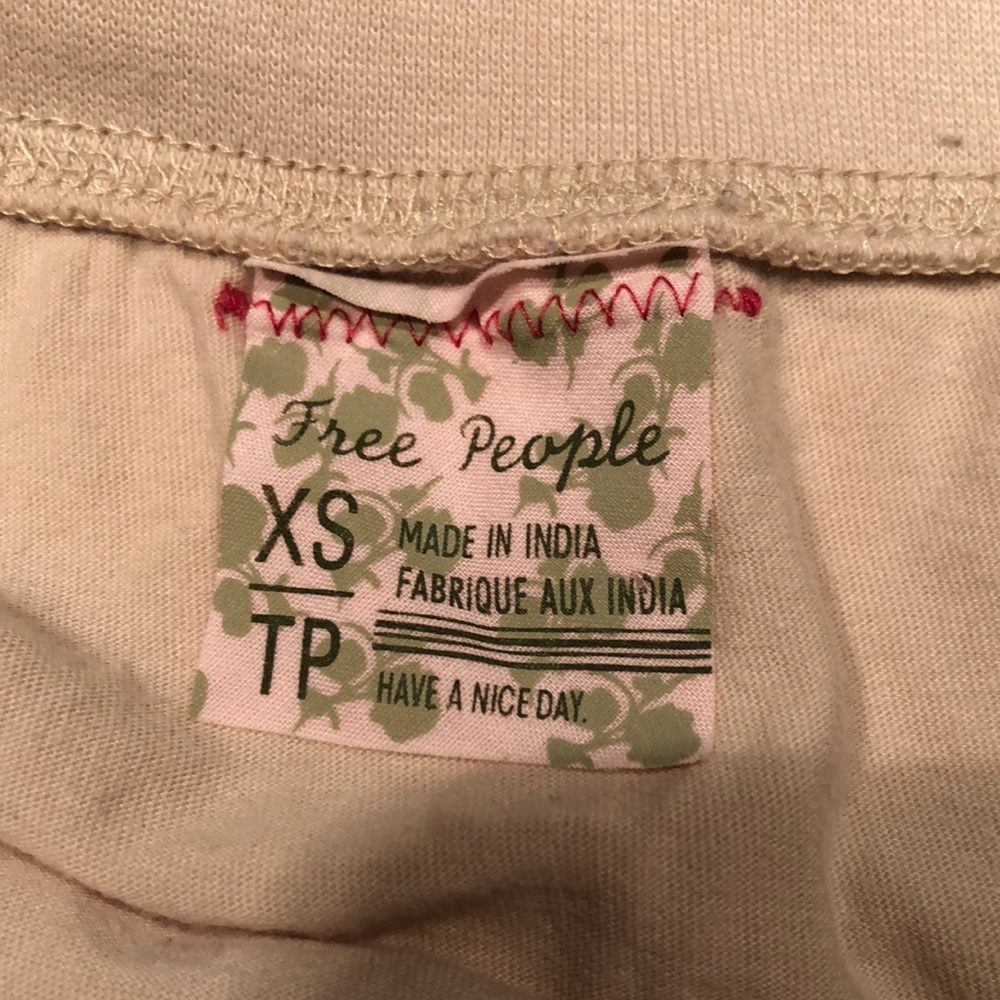 Free People
XS
MADE IN INDIA
FABRIQUE AUX INDIA
TP
HAVE A NICE DAY.